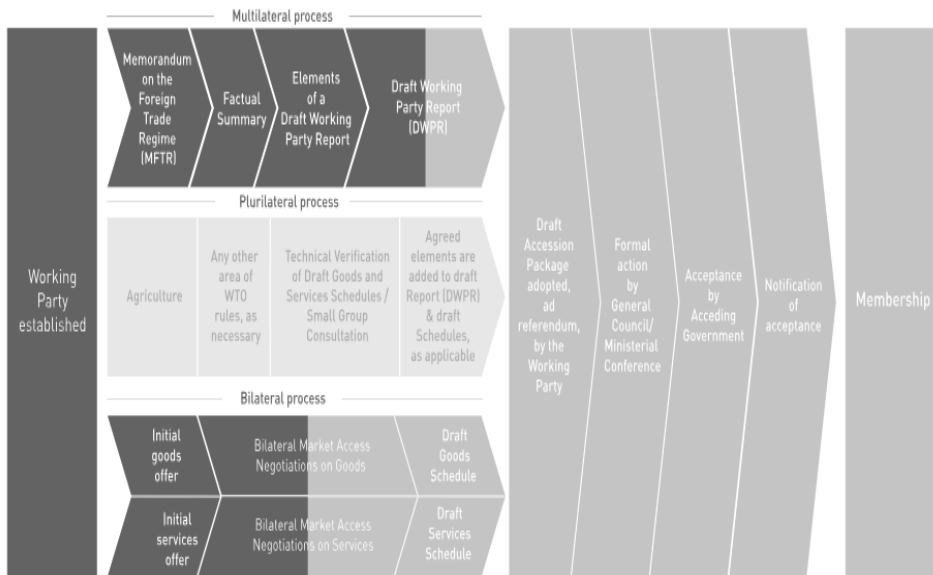 Multilateral process
Working
Party
established
Memorandum
on the
Foreign
Trade
Regime
(MFTR)
Factual
Summary
Elements
of a
Draft Working
Party Report
Draft Working
Party Report
(DWPR)
Plurilateral process
Agriculture
Any other
area of
WTO
rules, as
necessary
Technical Verification
of Draft Goods and
Services Schedules /
Small Group
Consultation
Agreed
elements are
added to draft
Report (DWPR)
& draft
Schedules,
as applicable
Bilateral process
Initial
goods
offer
Bilateral Market Access
Negotiations on Goods
Draft
Goods
Schedule
Initial
services
offer
Bilateral Market Access
Negotiations on Services
Draft
Services
Schedule
Draft
Accession
Package
adopted,
ad
referendum,
by the
Working
Party
Formal
action
by
General
Council/
Ministerial
Conference
Acceptance
by
Acceding
Government
Notification
of
acceptance
Membership